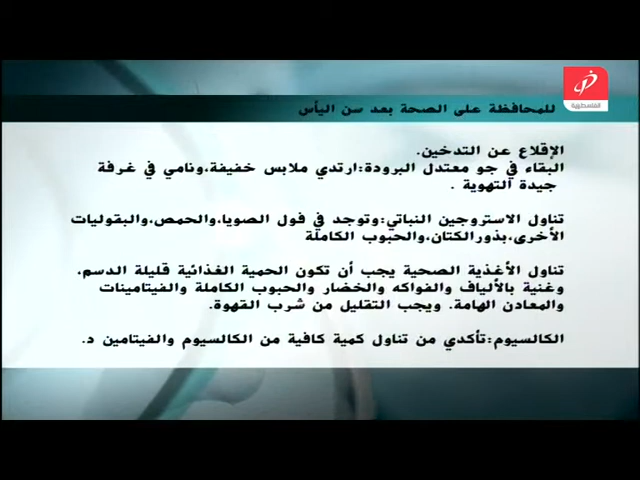 الفلسطينية
للمحافظة على الصحة بعد سن اليأس
الإقلاع عن التدخين.
البقاء في جو معتدل البرودة:ارتدي ملابس خفيفة،ونامي في غرفة
جيدة التهوية .
تناول الاستروجين النباتي:وتوجد في فول الصويا،والحمص،والبقوليات
الأخرى،بذورالكتان،والحبوب الكاملة
تناول الأغذية الصحية يجب أن تكون الحمية الغذائية قليلة الدسم،
وغنية بالألياف والفواكه والخضار والحبوب الكاملة والفيتامينات
والمعادن الهامة. ويجب التقليل من شرب القهوة.
الكالسيوم:تأكدي من تناول كمية كافية من الكالسيوم والفيتامين د.